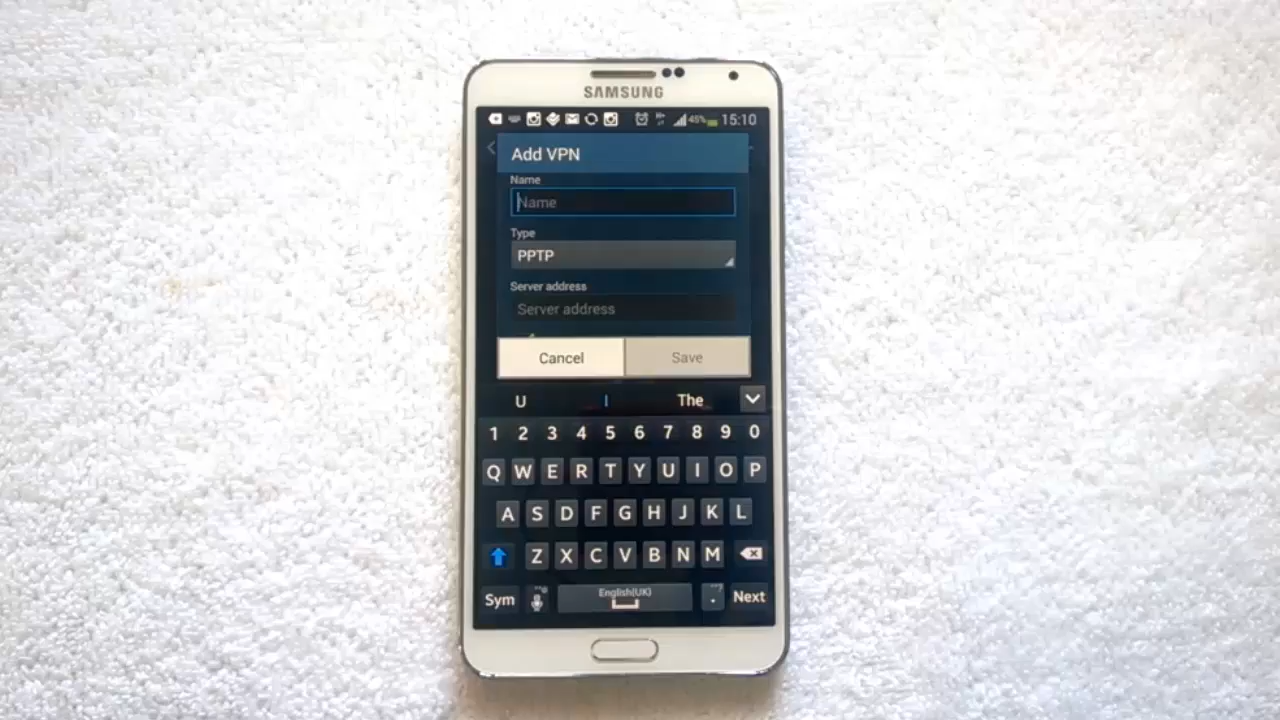 SAMSUNG
45% 15:10
Add VPN
Name
Name
Type
PPTP
Server address
Server address
Cancel Save
U I The
1 2 3 4 5 6 7 8 9 0
Q W E R T Y U I O P
A S D F G H J K L
Z X C V B N M
Sym English(UK) . Next